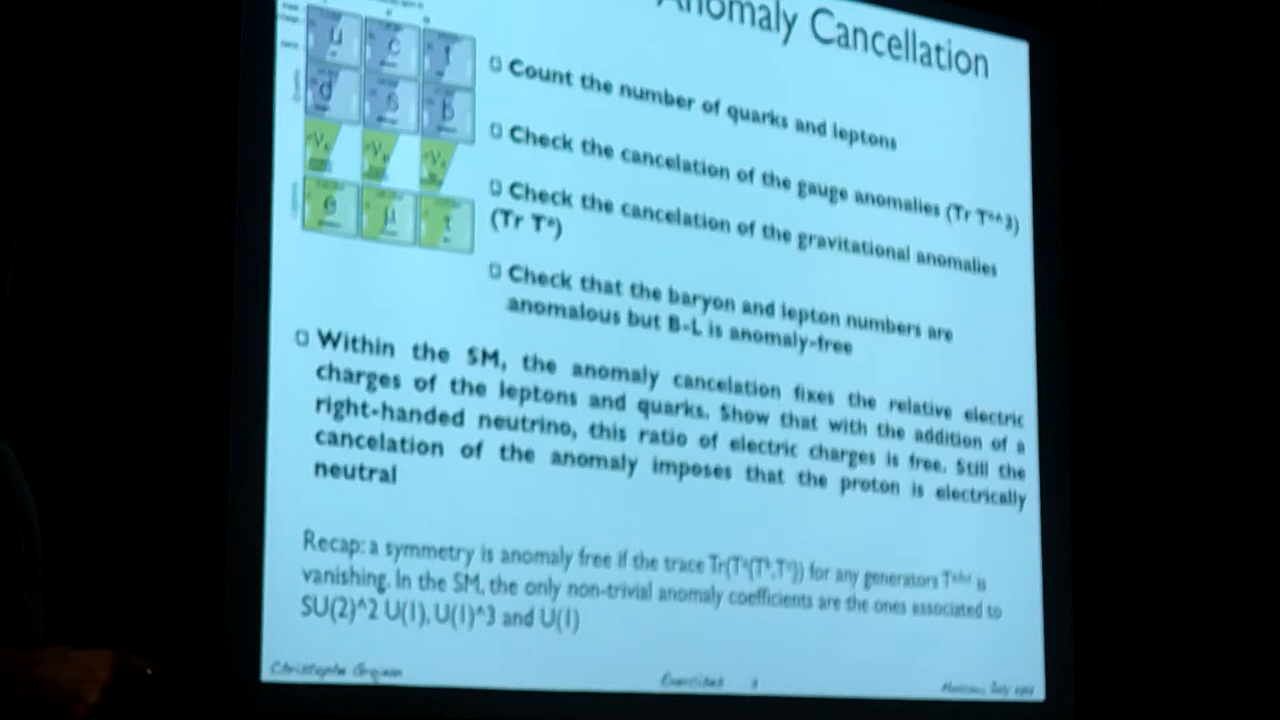 Anomaly Cancellation
u c t
d s b
e μ τ
Count the number of quarks and leptons
Check the cancelation of the gauge anomalies (Tr Tᵃ^3)
Check the cancelation of the gravitational anomalies
(Tr Tᵃ)
Check that the baryon and lepton numbers are
anomalous but B-L is anomaly-free
Within the SM, the anomaly cancelation fixes the relative electric
charges of the leptons and quarks. Show that with the addition of a
right-handed neutrino, this ratio of electric charges is free. Still the
cancelation of the anomaly imposes that the proton is electrically
neutral
Recap: a symmetry is anomaly free if the trace Tr(Tᵃ{Tᵇ,Tᶜ}) for any generators is
vanishing. In the SM, the only non-trivial anomaly coefficients are the ones associated to
SU(2)^2 U(1), U(1)^3 and U(1)
Christophe Grojean
Exercises
July